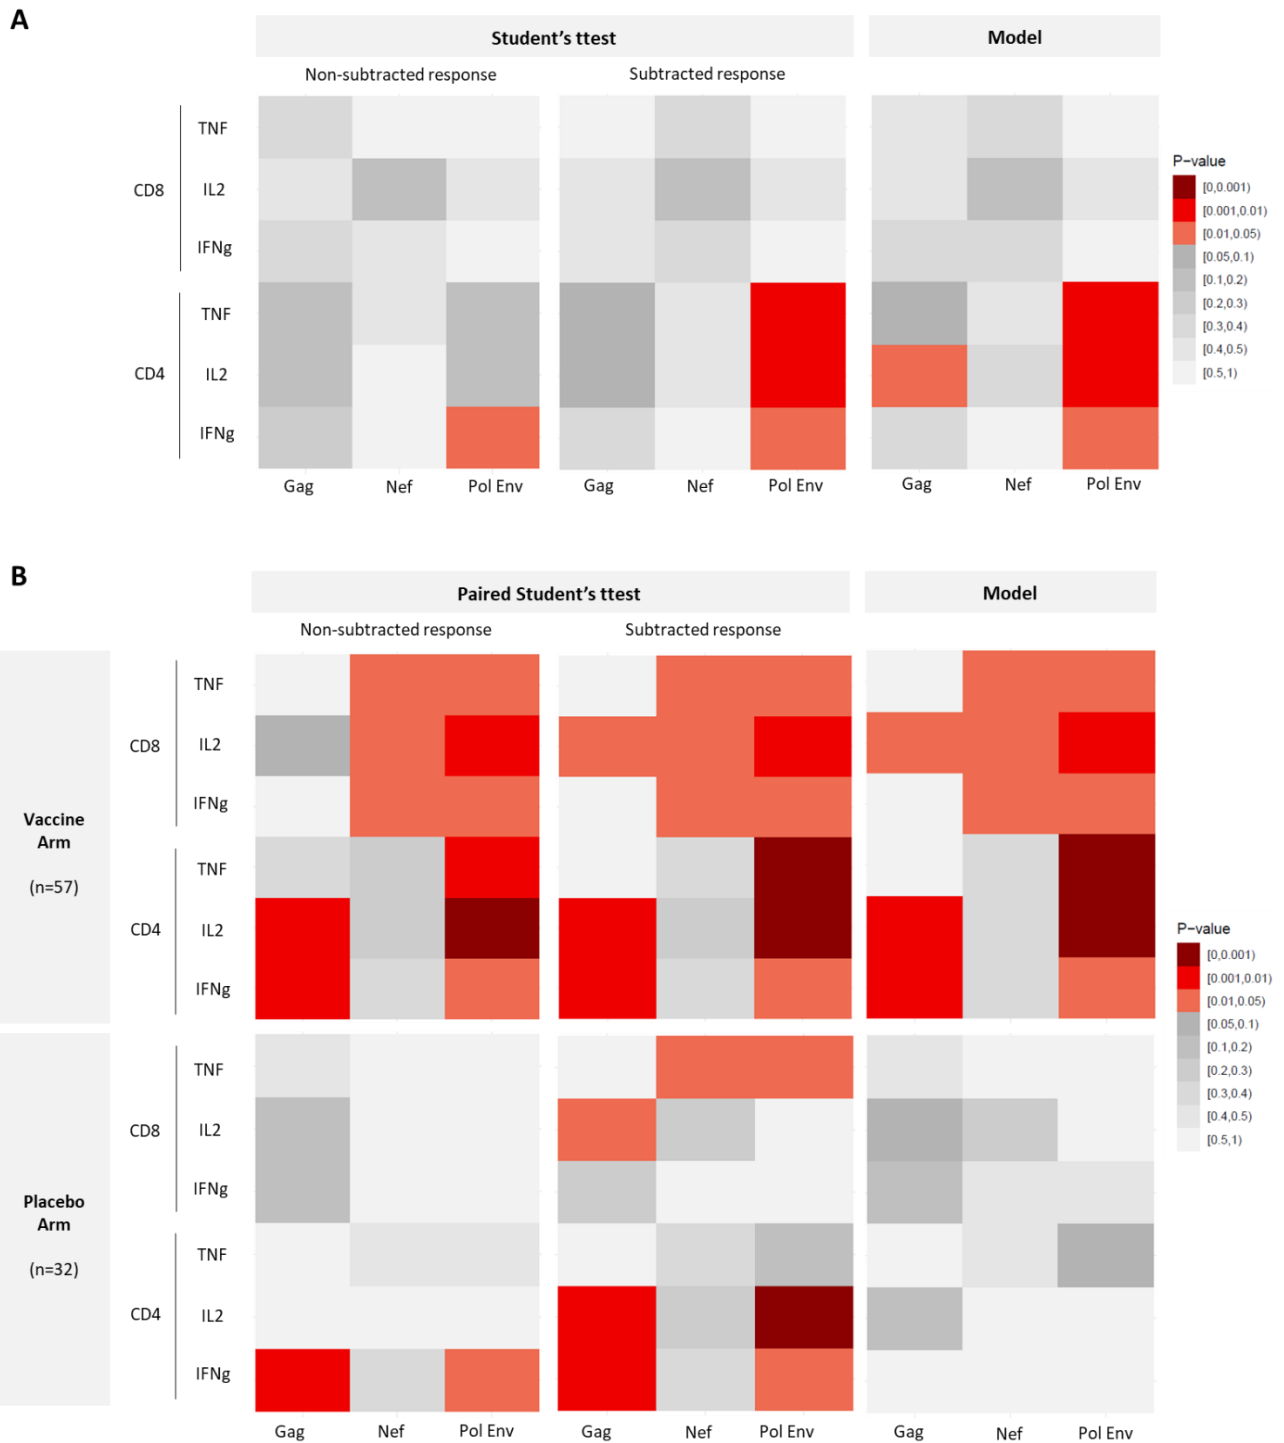 A
Student's ttest
Model
Non-subtracted response
Subtracted response
CD8
TNF
IL2
IFNg
CD4
TNF
IL2
IFNg
Gag Nef Pol Env
Gag Nef Pol Env
Gag Nef Pol Env
P-value
[0,0.001)
[0.001,0.01)
[0.01,0.05)
[0.05,0.1)
[0.1,0.2)
[0.2,0.3)
[0.3,0.4)
[0.4,0.5)
[0.5,1)
B
Paired Student's ttest
Model
Non-subtracted response
Subtracted response
Vaccine
Arm
(n=57)
CD8
TNF
IL2
IFNg
CD4
TNF
IL2
IFNg
Placebo
Arm
(n=32)
CD8
TNF
IL2
IFNg
CD4
TNF
IL2
IFNg
Gag Nef Pol Env
Gag Nef Pol Env
Gag Nef Pol Env
P-value
[0,0.001)
[0.001,0.01)
[0.01,0.05)
[0.05,0.1)
[0.1,0.2)
[0.2,0.3)
[0.3,0.4)
[0.4,0.5)
[0.5,1)